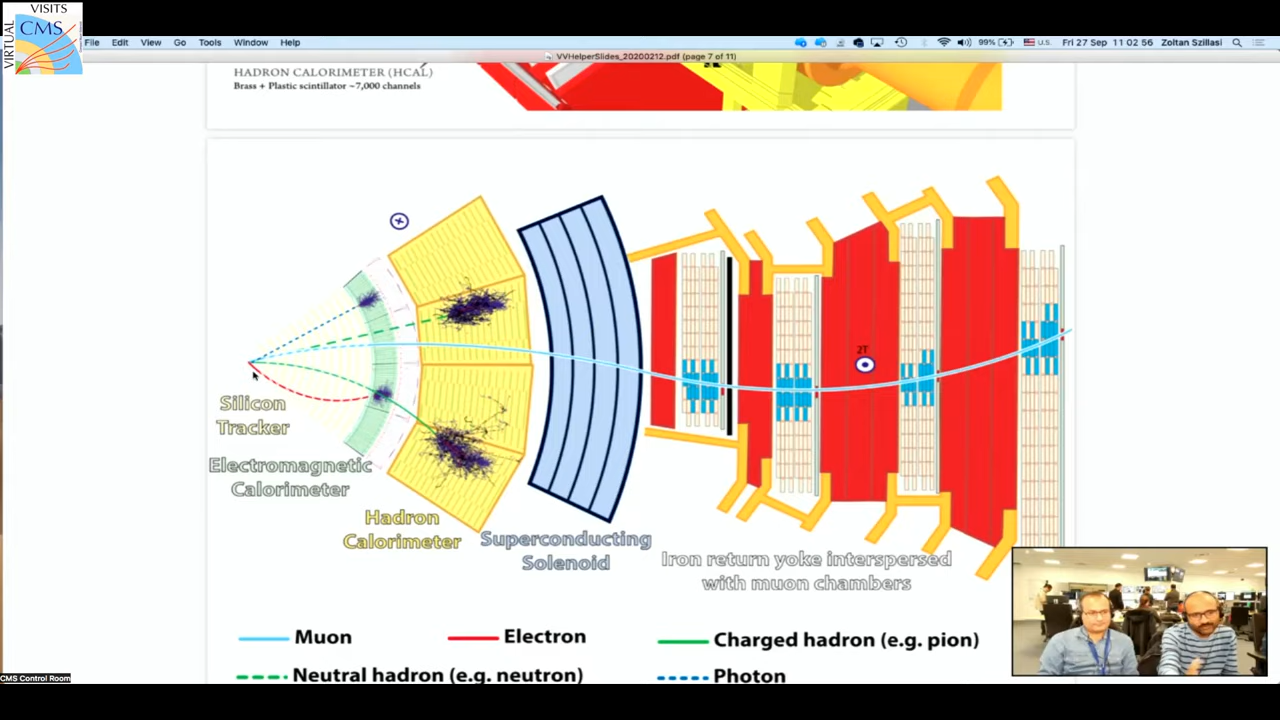 VISITS
VIRTUAL
CMS
File Edit View Go Tools Window Help
99% U.S. Fri 27 Sep 11 02 56 Zoltan Szillasi
VVHelperSlides_20200212.pdf (page 7 of 11)
HADRON CALORIMETER (HCAL)
Brass + Plastic scintillator ~7,000 channels
2T
Silicon
Tracker
Electromagnetic
Calorimeter
Hadron
Calorimeter
Superconducting
Solenoid
Iron return yoke interspersed
with muon chambers
Muon
Electron
Charged hadron (e.g. pion)
Neutral hadron (e.g. neutron)
Photon
CMS Control Room